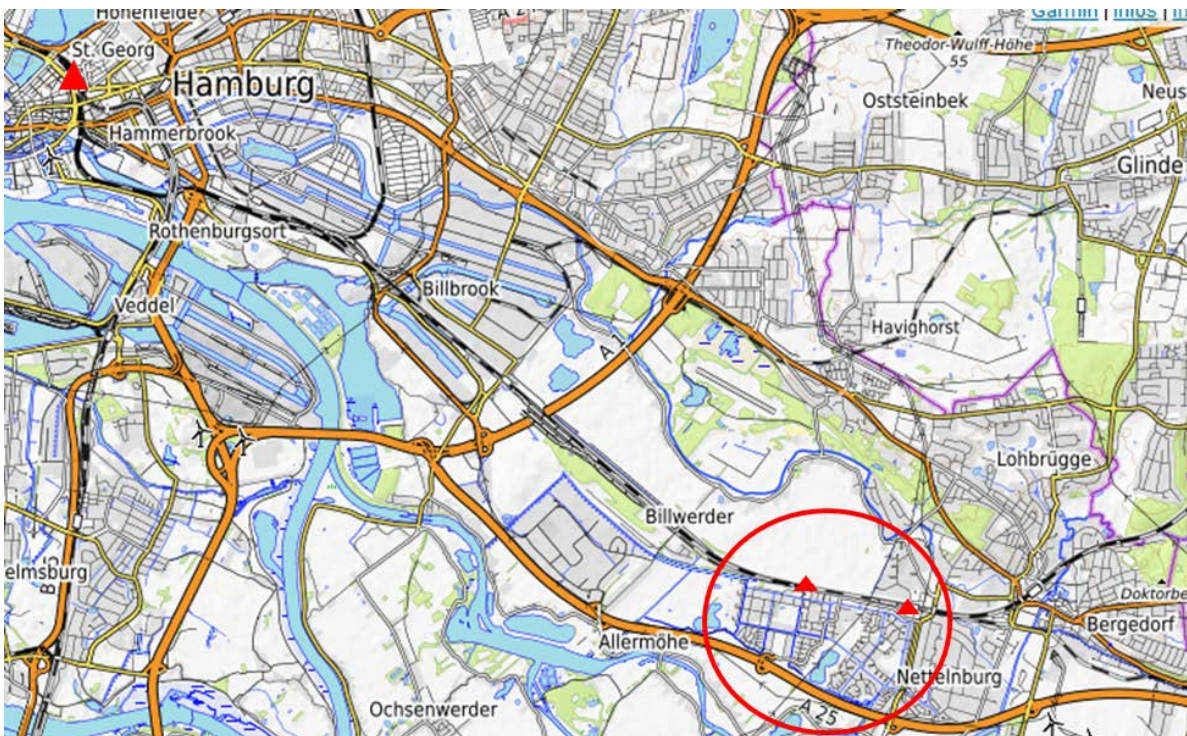 Hohenfelde
Garmin | Infos |
St. Georg
Theodor-Wulff-Höhe
55
Hamburg
Oststeinbek
Hammerbrook
Glinde
Rothenburgsort
Billbrook
Veddel
Havighorst
A 1
Lohbrügge
Billwerder
elmsburg
Doktorbe
Bergedorf
Allermöhe
Nettelnburg
Ochsenwerder
A 25